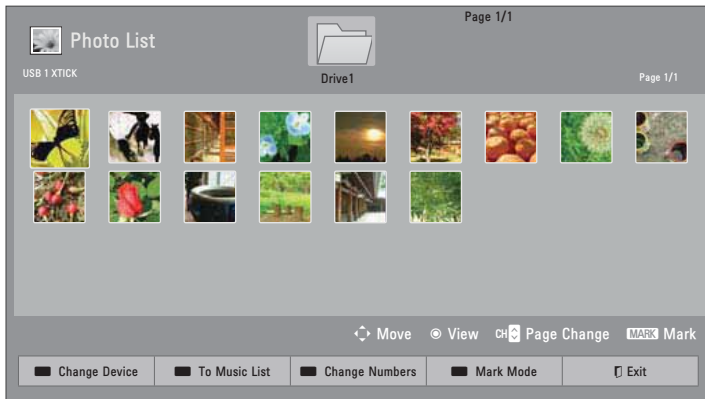 Page 1/1
Photo List
USB 1 XTICK
Drive1
Page 1/1
Move View CH Page Change MARK Mark
Change Device To Music List Change Numbers Mark Mode Exit